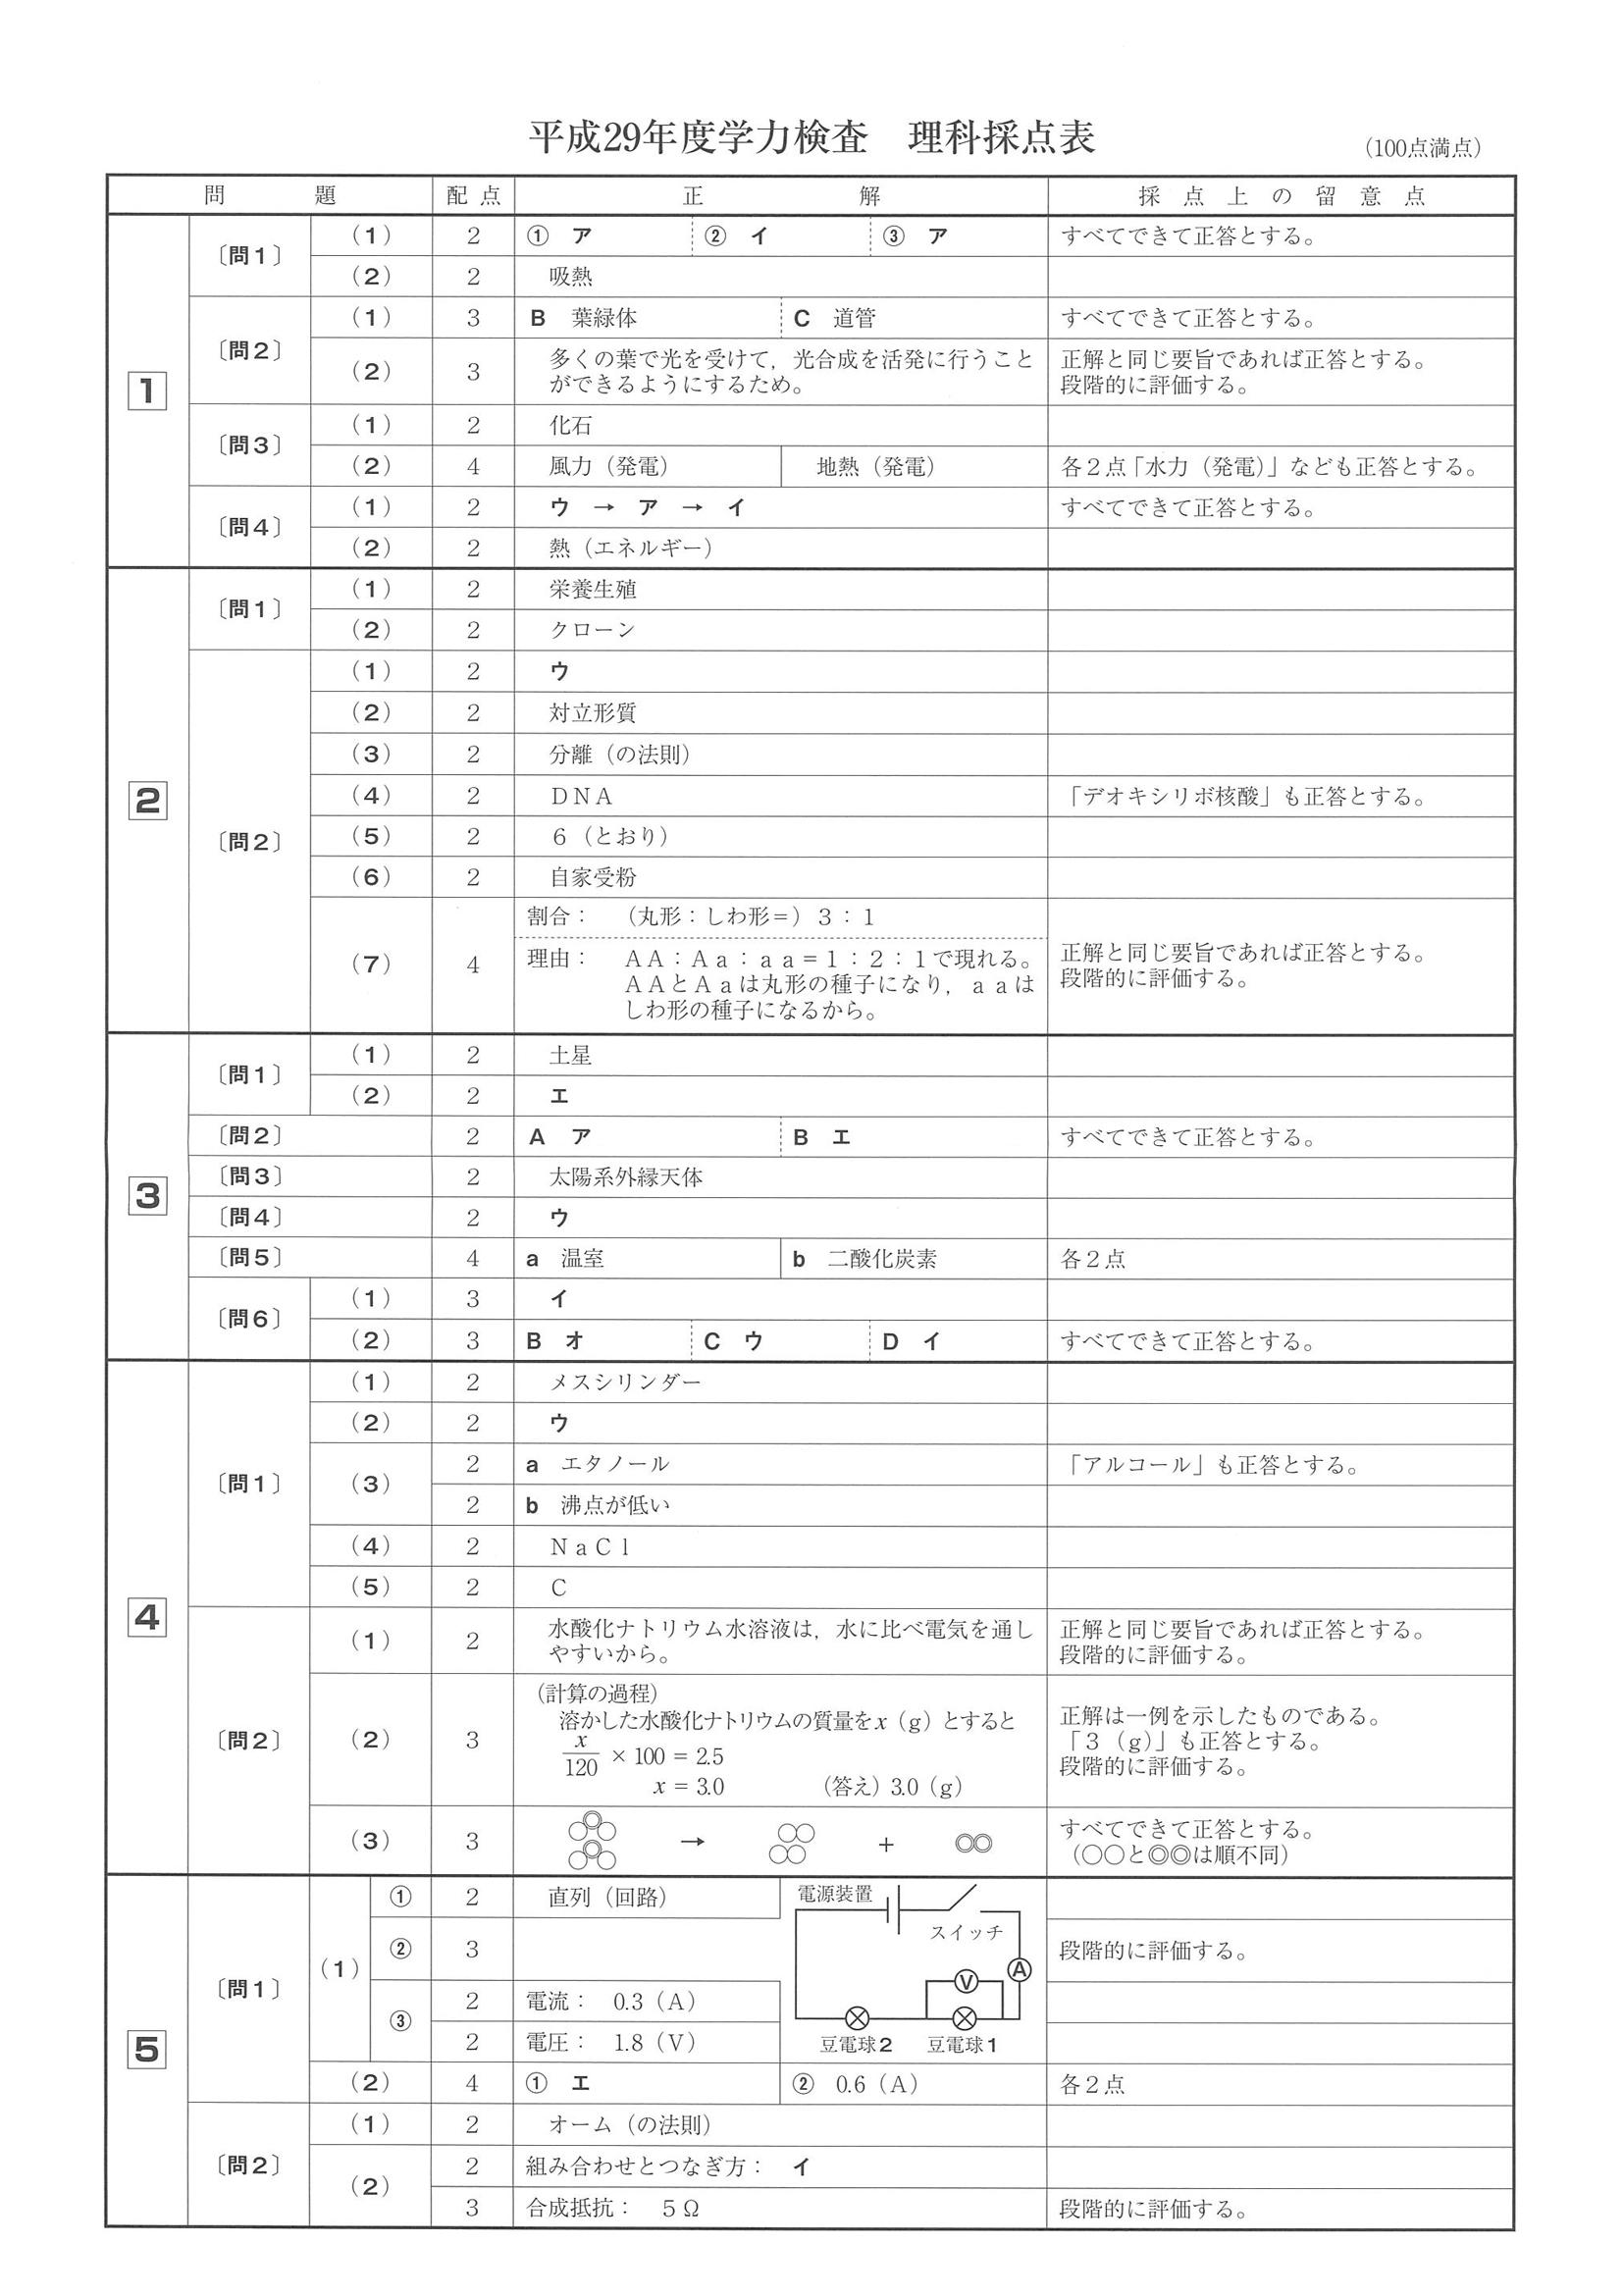 平成29年度学力検査　理科採点表
(100点満点)
問題　配点　正解　採点上の留意点
1
〔問1〕 (1) 2 ① ア ② イ ③ ア すべてできて正答とする。
(2) 2 吸熱
〔問2〕 (1) 3 B 葉緑体 C 道管 すべてできて正答とする。
(2) 3 多くの葉で光を受けて，光合成を活発に行うこと
ができるようにするため。
正解と同じ要旨であれば正答とする。
段階的に評価する。
〔問3〕 (1) 2 化石
(2) 4 風力（発電） 地熱（発電） 各2点「水力（発電）」なども正答とする。
〔問4〕 (1) 2 ウ → ア → イ すべてできて正答とする。
(2) 2 熱（エネルギー）
2
〔問1〕 (1) 2 栄養生殖
(2) 2 クローン
〔問2〕 (1) 2 ウ
(2) 2 対立形質
(3) 2 分離（の法則）
(4) 2 DNA 「デオキシリボ核酸」も正答とする。
(5) 2 6（とおり）
(6) 2 自家受粉
(7) 4 割合：（丸形：しわ形＝）3：1
理由：AA：Aa：aa＝1：2：1で現れる。
AAとAaは丸形の種子になり，aaは
しわ形の種子になるから。
正解と同じ要旨であれば正答とする。
段階的に評価する。
3
〔問1〕 (1) 2 土星
(2) 2 エ
〔問2〕 2 A ア B エ すべてできて正答とする。
〔問3〕 2 太陽系外縁天体
〔問4〕 2 ウ
〔問5〕 4 a 温室 b 二酸化炭素 各2点
〔問6〕 (1) 3 イ
(2) 3 B オ C ウ D イ すべてできて正答とする。
4
〔問1〕 (1) 2 メスシリンダー
(2) 2 ウ
(3) 2 a エタノール 「アルコール」も正答とする。
2 b 沸点が低い
(4) 2 NaCl
(5) 2 C
〔問2〕 (1) 2 水酸化ナトリウム水溶液は，水に比べ電気を通し
やすいから。
正解と同じ要旨であれば正答とする。
段階的に評価する。
(2) 3 （計算の過程）
溶かした水酸化ナトリウムの質量をx（g）とすると
x/120 × 100 = 2.5
x = 3.0 （答え）3.0（g）
正解は一例を示したものである。
「3（g）」も正答とする。
段階的に評価する。
(3) 3 → +
すべてできて正答とする。
（○○と◎◎は順不同）
5
〔問1〕 (1) ① 2 直列（回路）
② 3 段階的に評価する。
電源装置
スイッチ
A
V
豆電球2 豆電球1
③ 2 電流： 0.3（A）
2 電圧： 1.8（V）
(2) 4 ① エ ② 0.6（A） 各2点
〔問2〕 (1) 2 オーム（の法則）
(2) 2 組み合わせとつなぎ方： イ
3 合成抵抗： 5Ω 段階的に評価する。